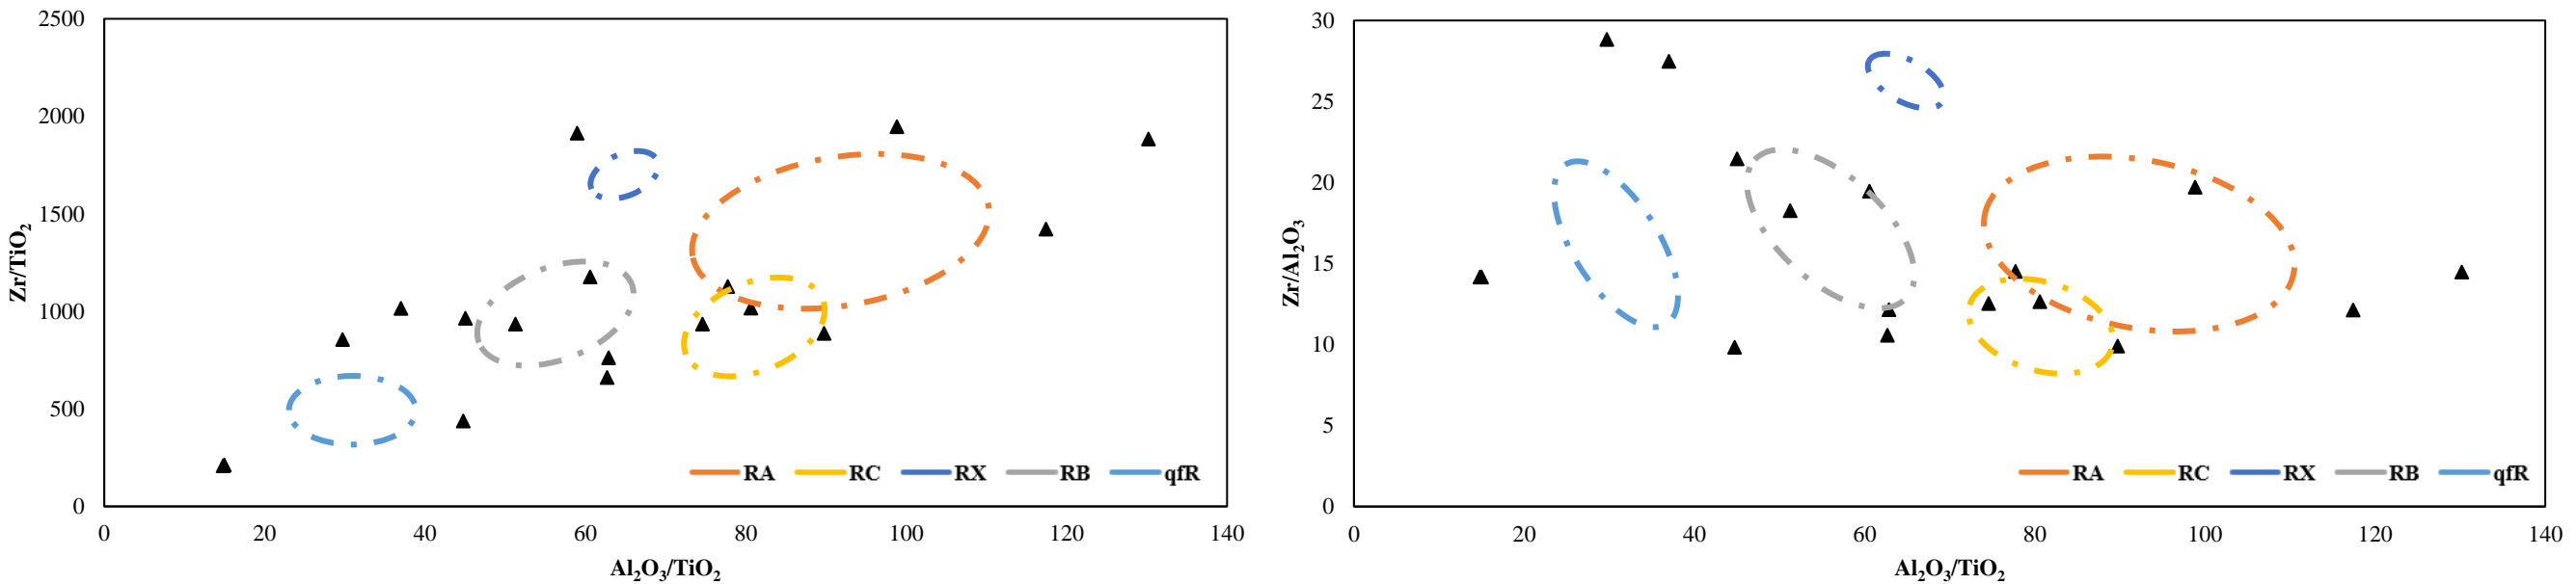 2500
2000
1500
1000
500
0
Zr/TiO₂
0 20 40 60 80 100 120 140
Al₂O₃/TiO₂
RA RC RX RB qfR
30
25
20
15
10
5
0
Zr/Al₂O₃
0 20 40 60 80 100 120 140
Al₂O₃/TiO₂
RA RC RX RB qfR